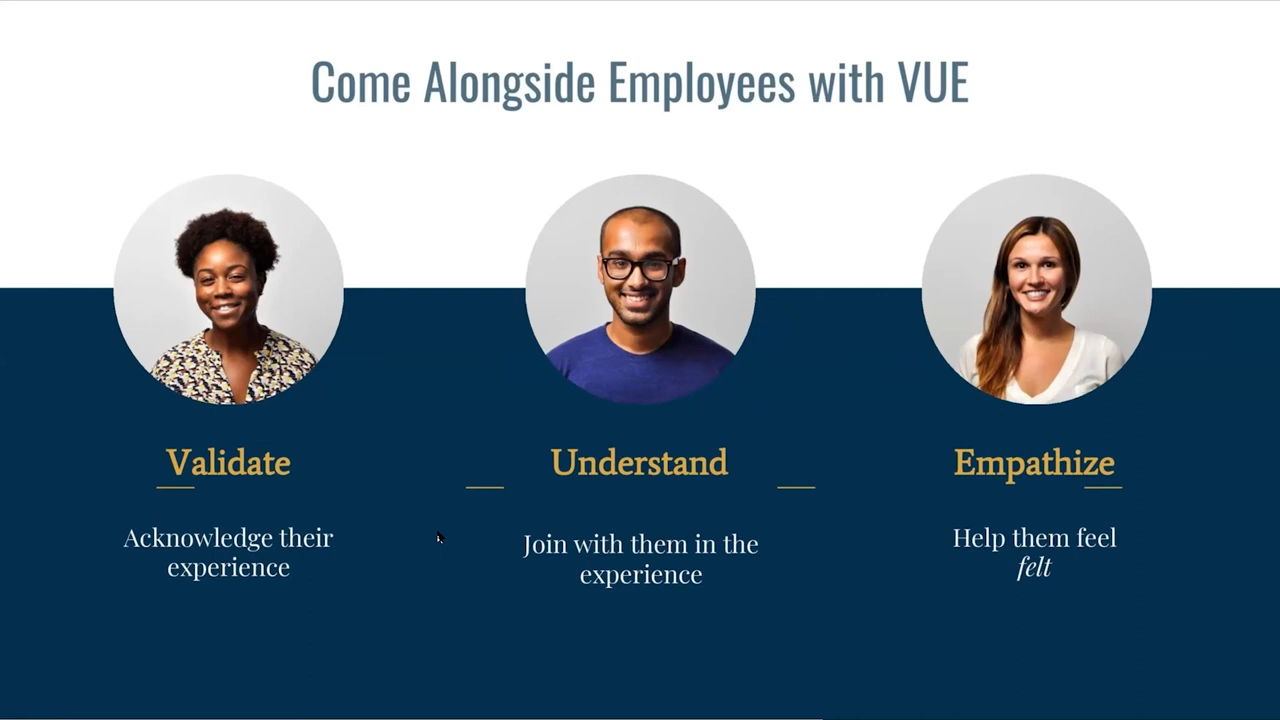 Come Alongside Employees with VUE
Validate
Acknowledge their
experience
Understand
Join with them in the
experience
Empathize
Help them feel
felt